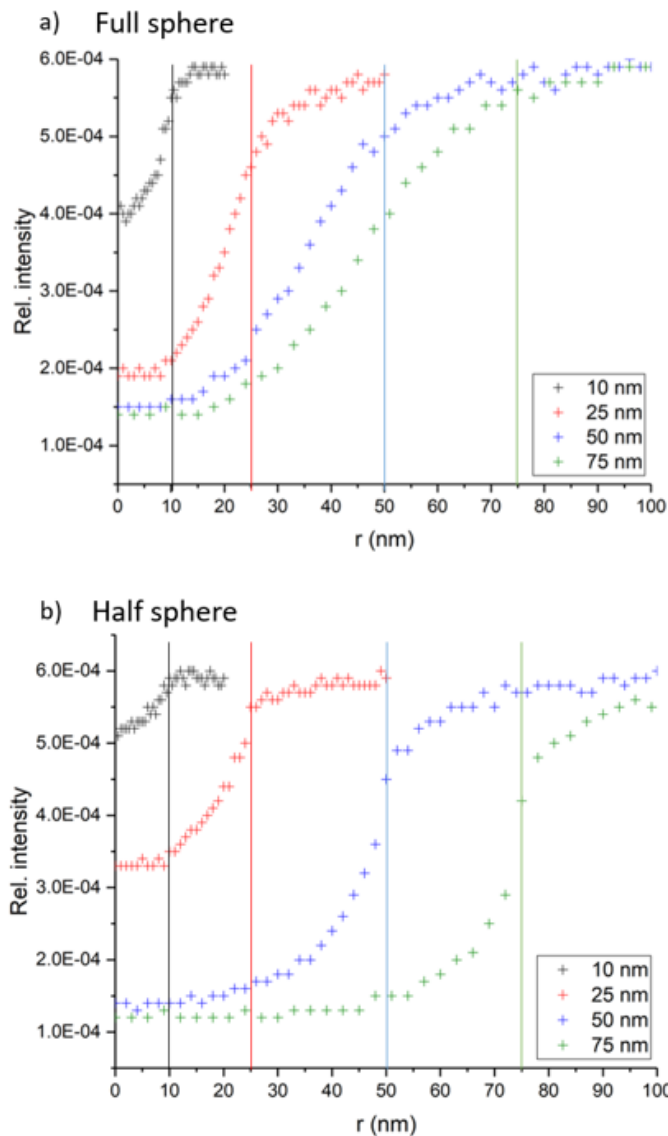 a) Full sphere
6.0E-04
5.0E-04
4.0E-04
3.0E-04
2.0E-04
1.0E-04
Rel. intensity
10 nm
25 nm
50 nm
75 nm
0 10 20 30 40 50 60 70 80 90 100
r (nm)
b) Half sphere
6.0E-04
5.0E-04
4.0E-04
3.0E-04
2.0E-04
1.0E-04
Rel. intensity
10 nm
25 nm
50 nm
75 nm
0 10 20 30 40 50 60 70 80 90 100
r (nm)